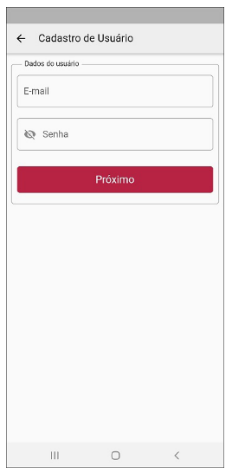 Cadastro de Usuário
Dados do usuário
E-mail
Senha
Próximo